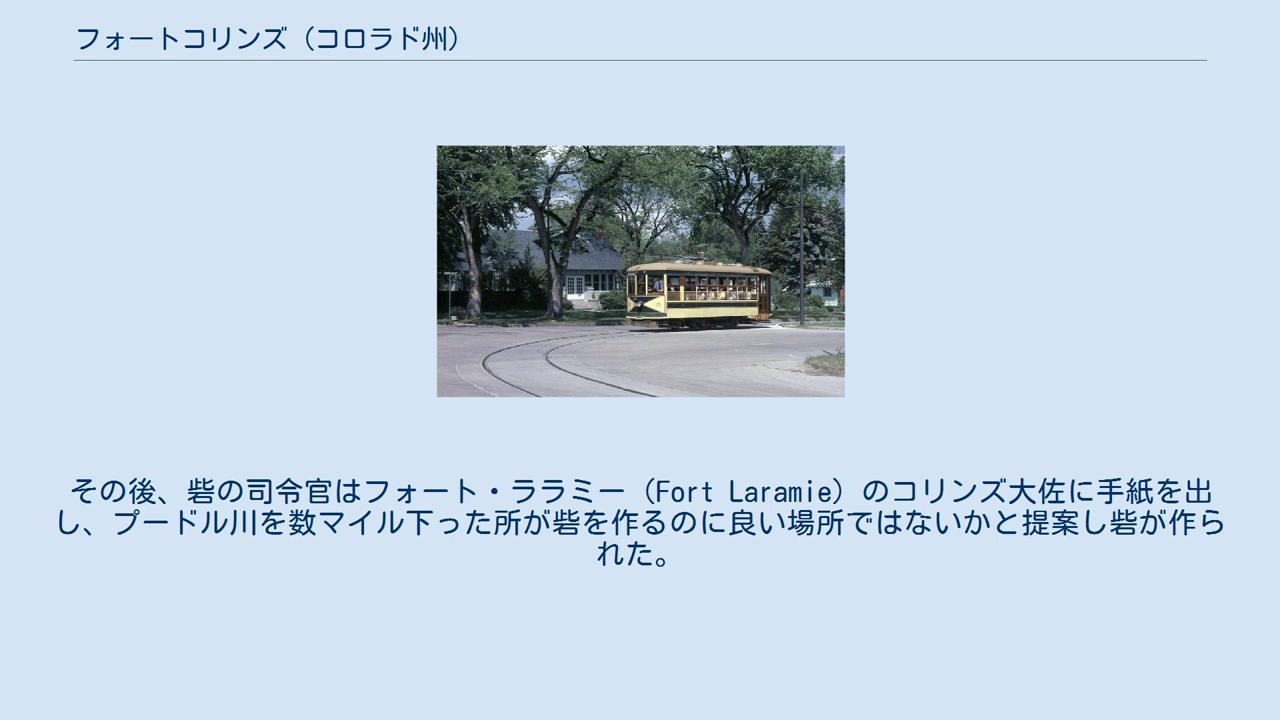 フォートコリンズ（コロラド州）
その後、砦の司令官はフォート・ララミー（Fort Laramie）のコリンズ大佐に手紙を出
し、プードル川を数マイル下った所が砦を作るのに良い場所ではないかと提案し砦が作ら
れた。